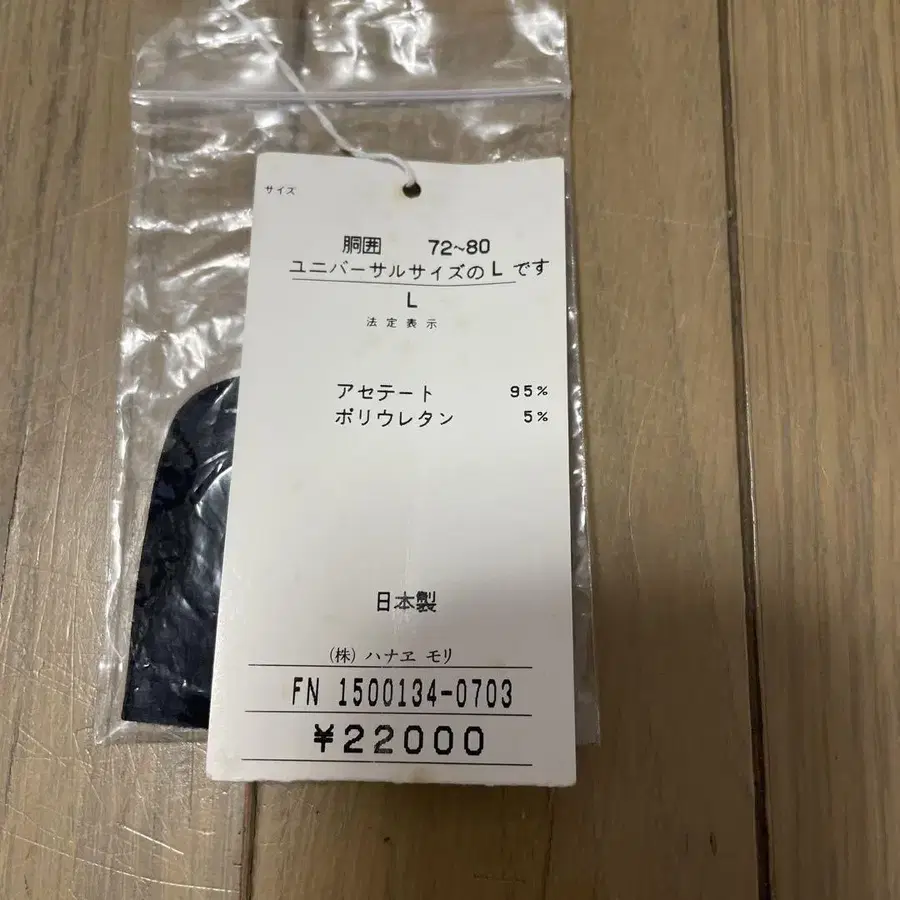 サイズ
胴囲 72~80
ユニバーサルサイズのLです
L
法定表示
アセテート 95%
ポリウレタン 5%
日本製
(株) ハナヱ モリ
FN 1500134-0703
¥22000